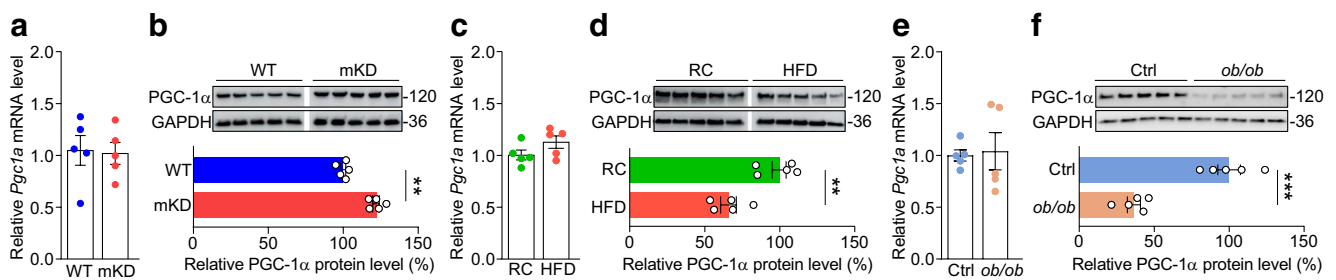 a
Relative Pgc1a mRNA level
2.0
1.5
1.0
0.5
0
WT mKD
b
WT mKD
PGC-1α -120
GAPDH -36
WT
mKD
**
0 50 100 150
Relative PGC-1α protein level (%)
c
Relative Pgc1a mRNA level
2.0
1.5
1.0
0.5
0
RC HFD
d
RC HFD
PGC-1α -120
GAPDH -36
RC
HFD
**
0 50 100 150
Relative PGC-1α protein level (%)
e
Relative Pgc1a mRNA level
2.0
1.5
1.0
0.5
0
Ctrl ob/ob
f
Ctrl ob/ob
PGC-1α -120
GAPDH -36
Ctrl
ob/ob
***
0 50 100 150
Relative PGC-1α protein level (%)